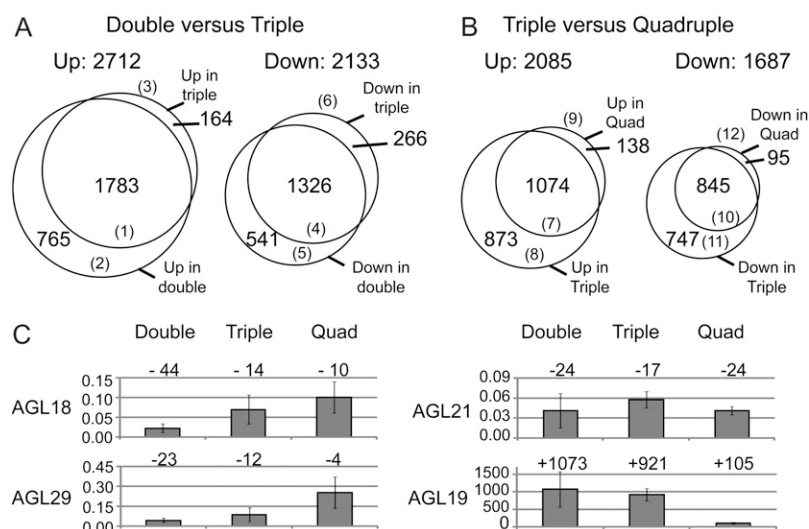 A Double versus Triple
Up: 2712 Down: 2133
(3) Up in triple 164
1783
(1)
765
(2)
Up in double
(6) Down in triple 266
1326
(4)
541
(5)
Down in double
B Triple versus Quadruple
Up: 2085 Down: 1687
(9) Up in Quad 138
1074
(7)
873
(8)
Up in Triple
(12) Down in Quad 95
845
(10)
747 (11)
Down in Triple
C
Double Triple Quad
AGL18
- 44 - 14 - 10
0.15
0.10
0.05
0.00
AGL29
-23 -12 -4
0.45
0.30
0.15
0.00
Double Triple Quad
AGL21
-24 -17 -24
0.09
0.06
0.03
0.00
AGL19
+1073 +921 +105
1500
1000
500
0